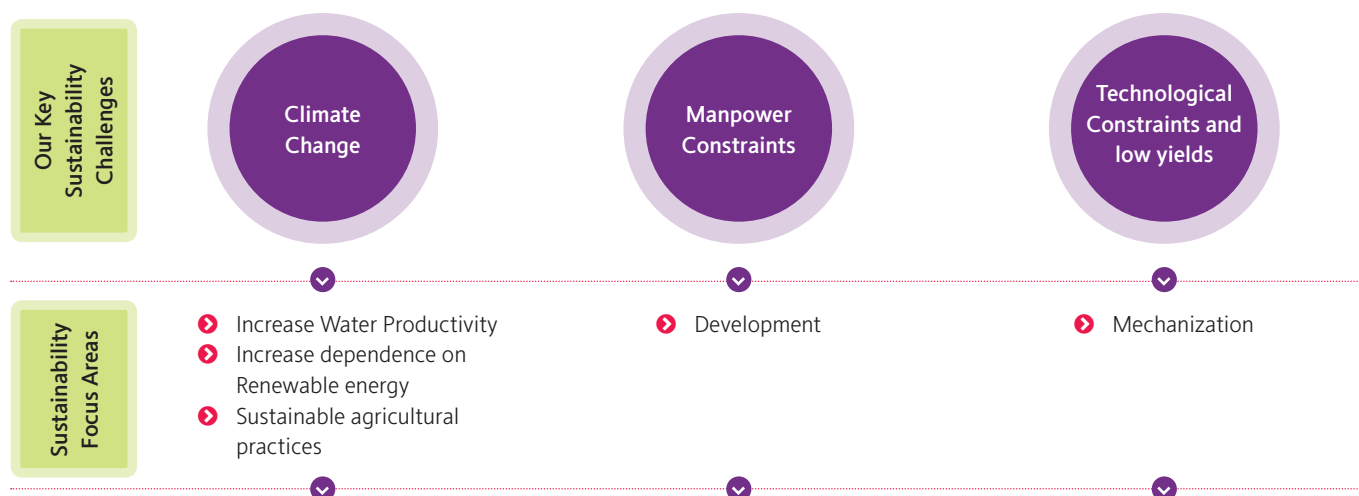 Our Key
Sustainability
Challenges
Climate
Change
Manpower
Constraints
Technological
Constraints and
low yields
Sustainability
Focus Areas
Increase Water Productivity
Increase dependence on
Renewable energy
Sustainable agricultural
practices
Development
Mechanization